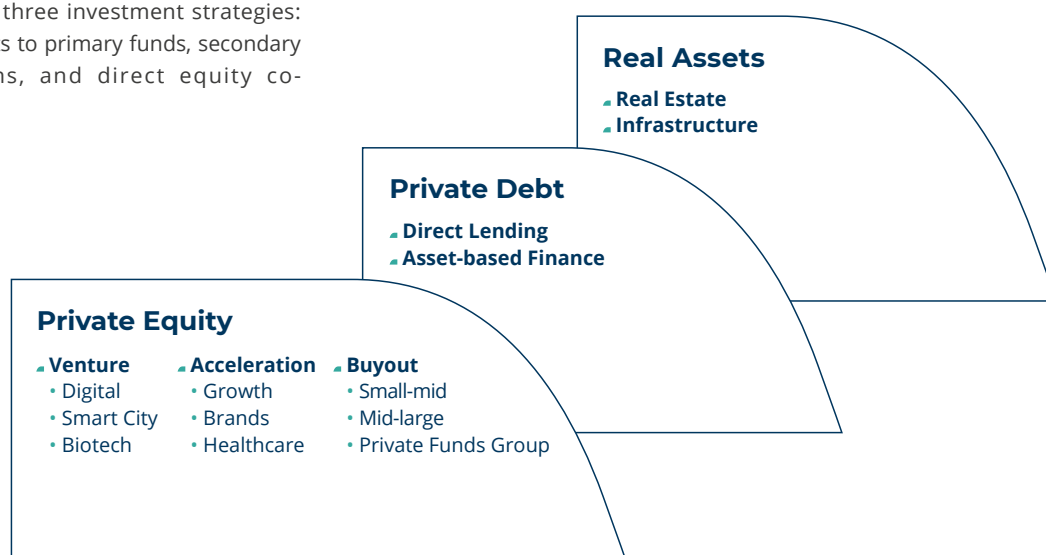 three investment strategies:
s to primary funds, secondary
ns, and direct equity co-
Real Assets
Real Estate
Infrastructure
Private Debt
Direct Lending
Asset-based Finance
Private Equity
Venture
• Digital
• Smart City
• Biotech
Acceleration
• Growth
• Brands
• Healthcare
Buyout
• Small-mid
• Mid-large
• Private Funds Group